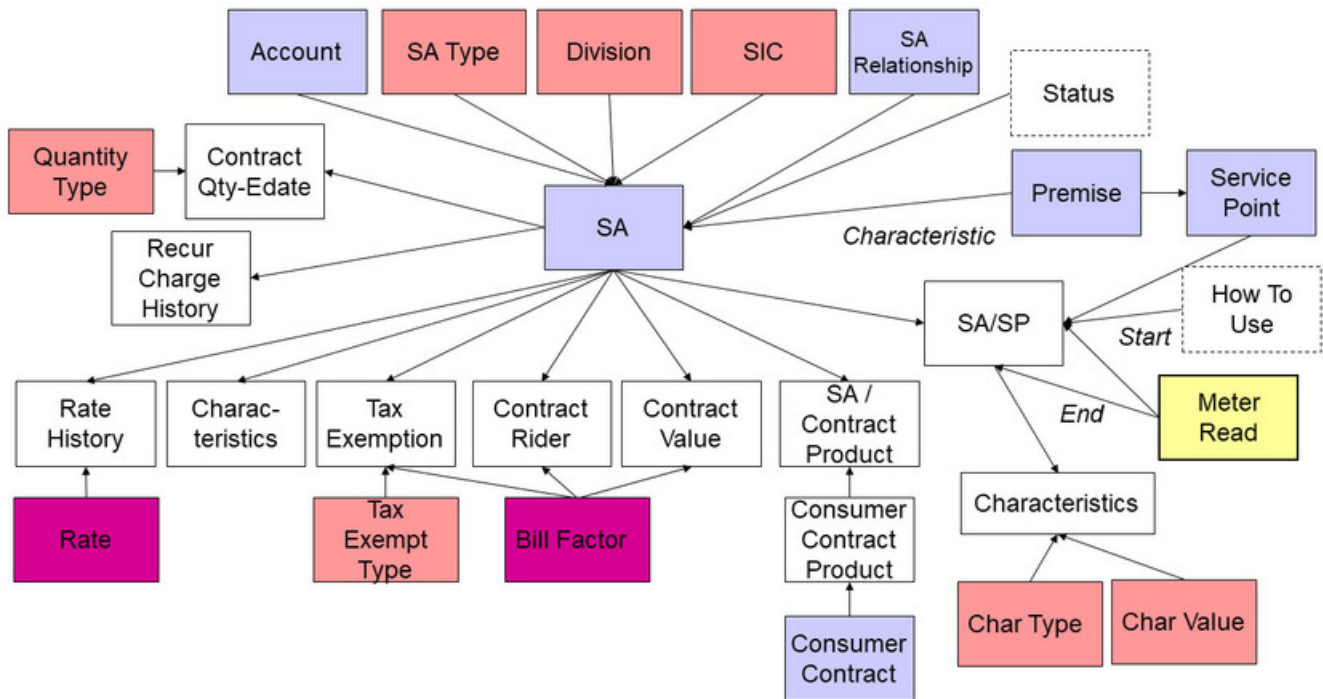 Account
SA Type
Division
SIC
SA
Relationship
Status
Quantity
Type
Contract
Qty-Edate
SA
Premise
Service
Point
Characteristic
Recur
Charge
History
SA/SP
How To
Use
Start
Rate
History
Charac-
teristics
Tax
Exemption
Contract
Rider
Contract
Value
SA /
Contract
Product
End
Meter
Read
Rate
Tax
Exempt
Type
Bill Factor
Consumer
Contract
Product
Characteristics
Consumer
Contract
Char Type
Char Value